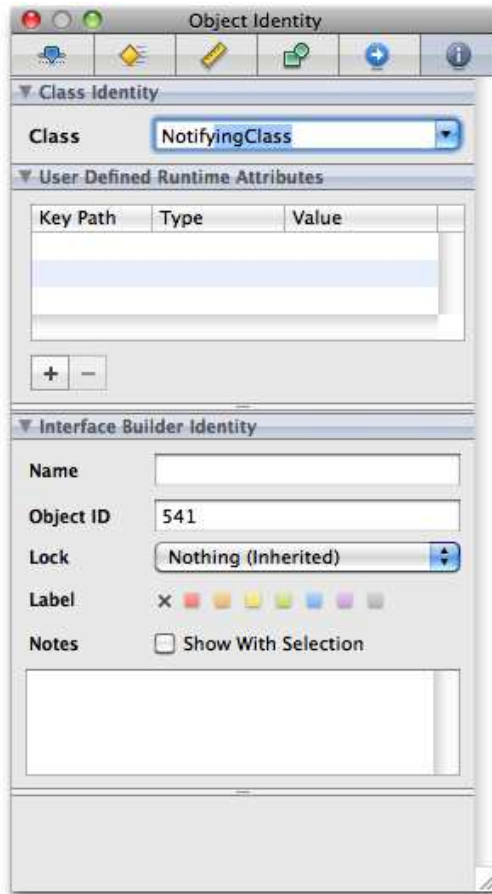 Object Identity
Class Identity
Class NotifyingClass
User Defined Runtime Attributes
Key Path Type Value
Interface Builder Identity
Name
Object ID 541
Lock Nothing (Inherited)
Label
Notes Show With Selection